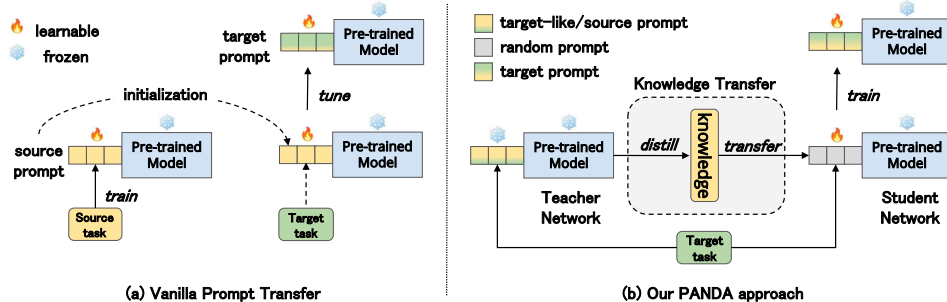 learnable
frozen
target
prompt
Pre-trained
Model
initialization
tune
source
prompt
Pre-trained
Model
Pre-trained
Model
train
Source
task
Target
task
(a) Vanilla Prompt Transfer
target-like/source prompt
random prompt
target prompt
Pre-trained
Model
Knowledge Transfer
train
Pre-trained
Model
distill
knowledge
transfer
Pre-trained
Model
Teacher
Network
Student
Network
Target
task
(b) Our PANDA approach